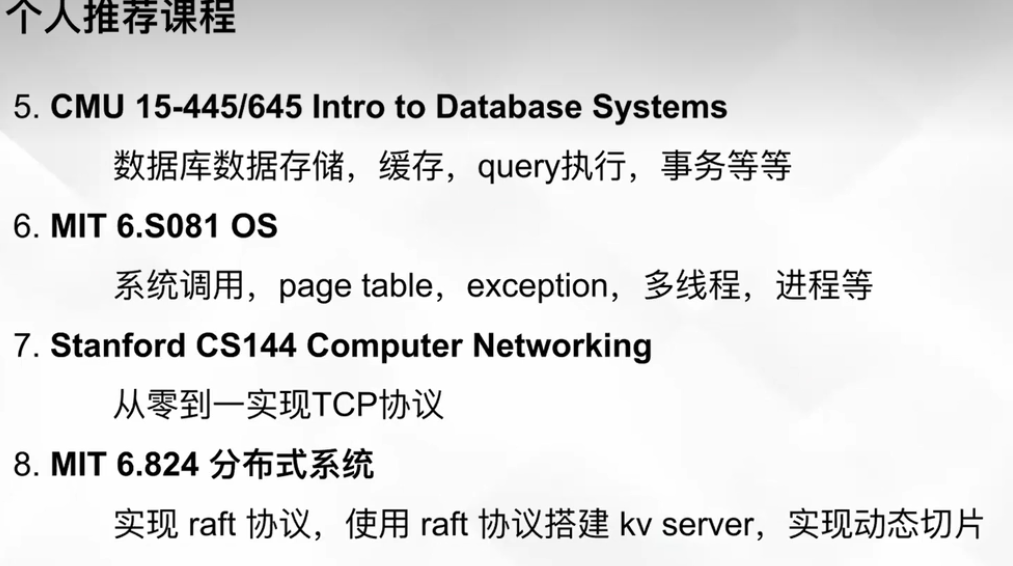 个人推荐课程
5. CMU 15-445/645 Intro to Database Systems
数据库数据存储，缓存，query执行，事务等等
6. MIT 6.S081 OS
系统调用，page table，exception，多线程，进程等
7. Stanford CS144 Computer Networking
从零到一实现TCP协议
8. MIT 6.824 分布式系统
实现 raft 协议，使用 raft 协议搭建 kv server，实现动态切片